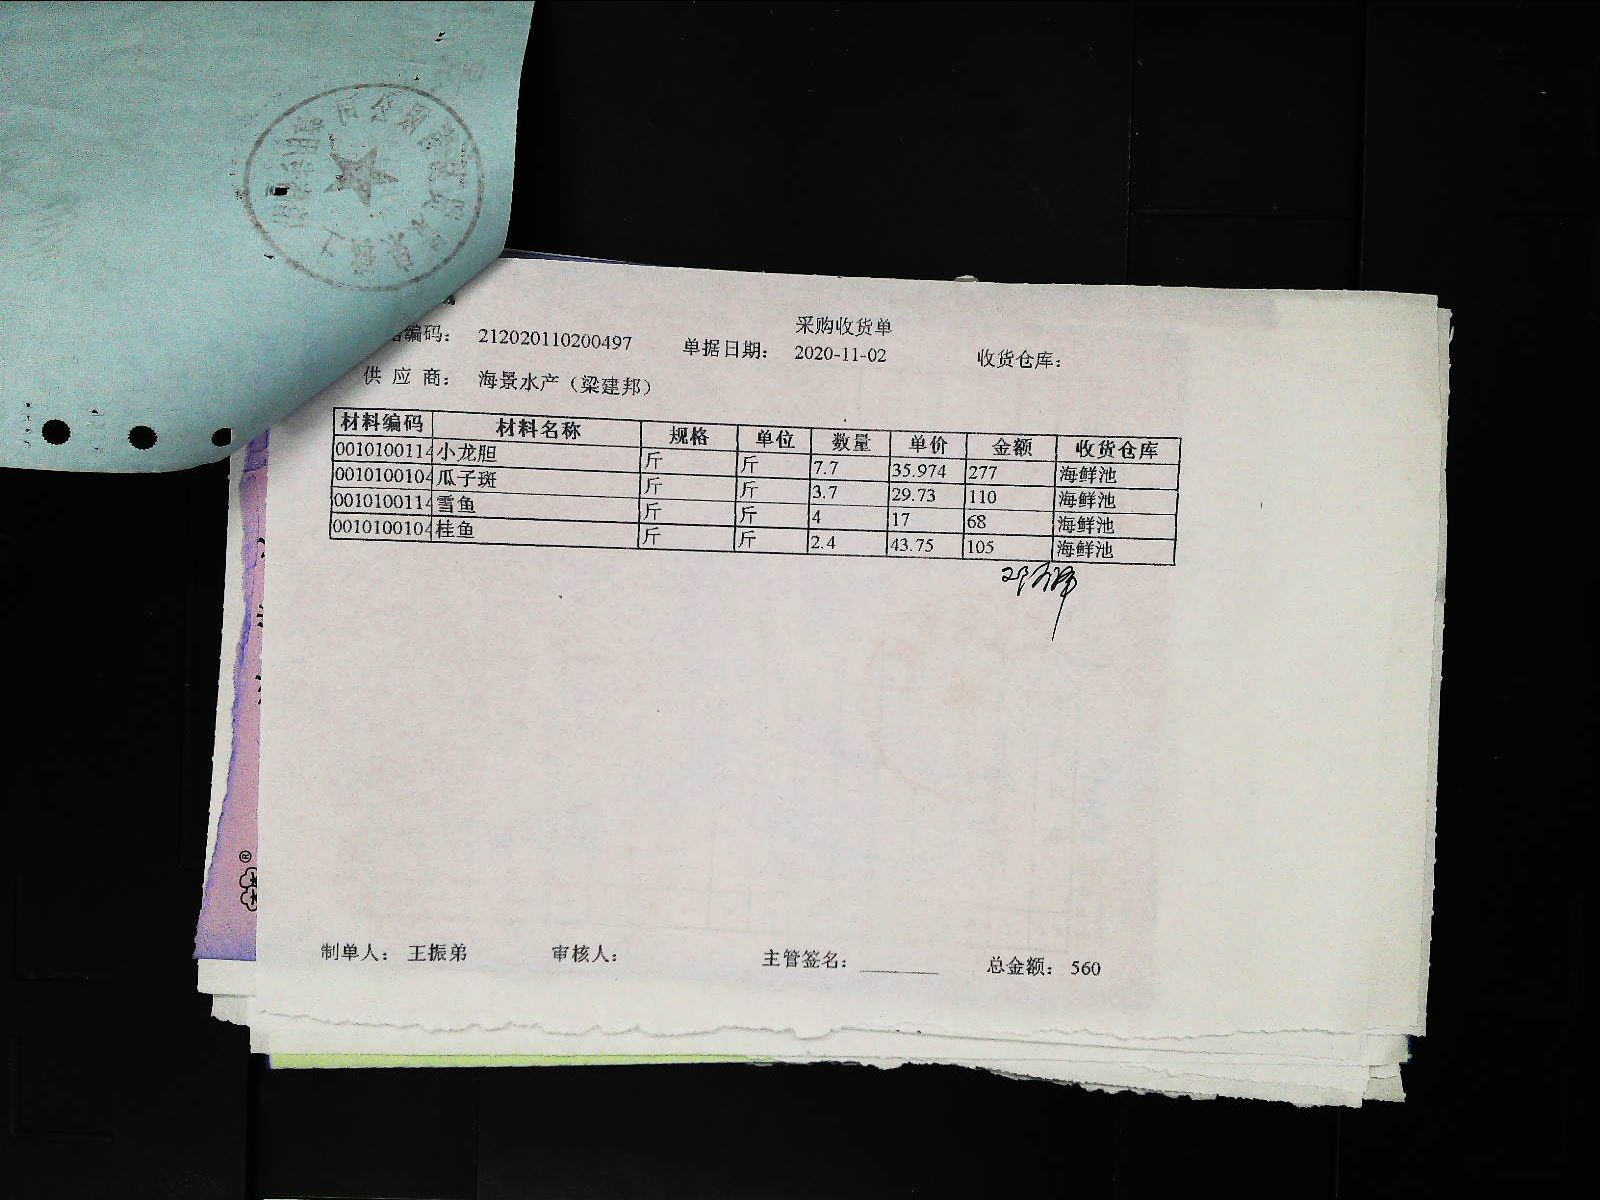 采购收货单
编码： 212020110200497 单据日期： 2020-11-02 收货仓库：
供 应 商： 海景水产（梁建邦）
材料编码 材料名称 规格 单位 数量 单价 金额 收货仓库
0010100114 小龙胆 斤 斤 7.7 35.974 277 海鲜池
0010100104 瓜子斑 斤 斤 3.7 29.73 110 海鲜池
0010100114 雪鱼 斤 斤 4 17 68 海鲜池
0010100104 桂鱼 斤 斤 2.4 43.75 105 海鲜池
制单人： 王振弟 审核人： 主管签名： 总金额： 560